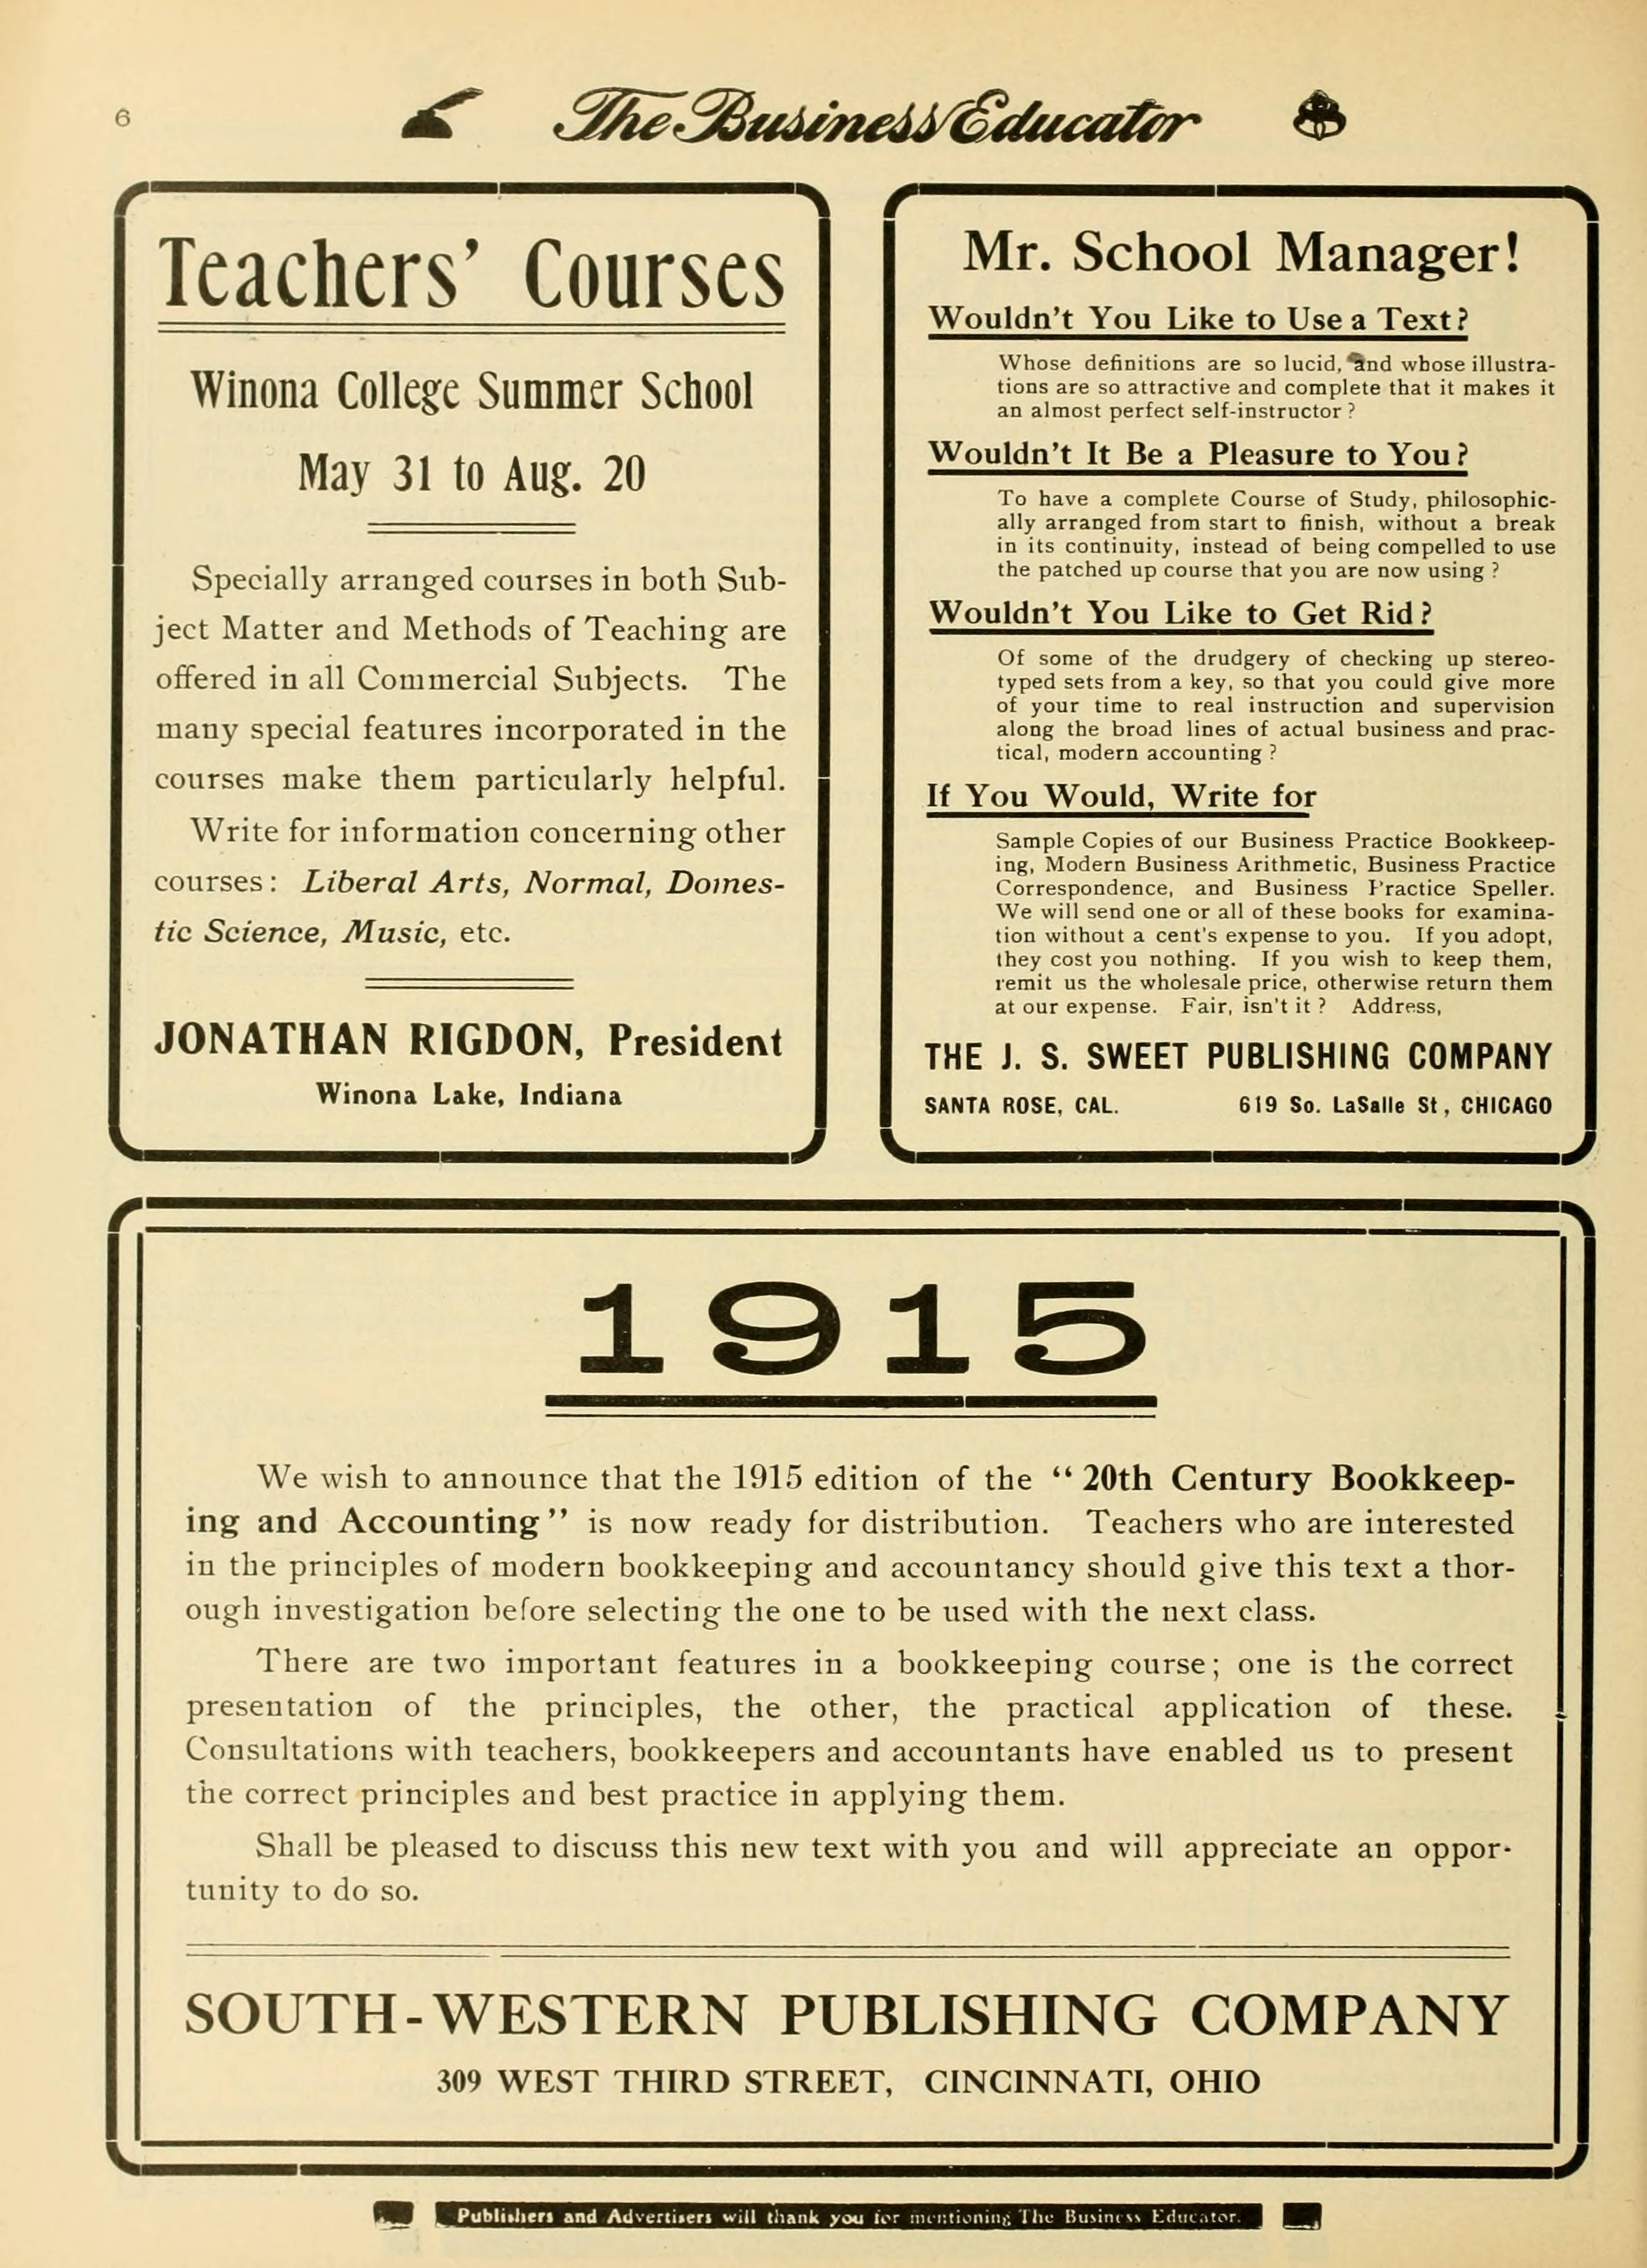 6
The Business Educator
Teachers' Courses
Winona College Summer School
May 31 to Aug. 20
Specially arranged courses in both Sub-
ject Matter and Methods of Teaching are
offered in all Commercial Subjects. The
many special features incorporated in the
courses make them particularly helpful.
Write for information concerning other
courses: Liberal Arts, Normal, Domes-
tic Science, Music, etc.
JONATHAN RIGDON, President
Winona Lake, Indiana
Mr. School Manager!
Wouldn't You Like to Use a Text?
Whose definitions are so lucid, and whose illustra-
tions are so attractive and complete that it makes it
an almost perfect self-instructor ?
Wouldn't It Be a Pleasure to You?
To have a complete Course of Study, philosophic-
ally arranged from start to finish, without a break
in its continuity, instead of being compelled to use
the patched up course that you are now using ?
Wouldn't You Like to Get Rid?
Of some of the drudgery of checking up stereo-
typed sets from a key, so that you could give more
of your time to real instruction and supervision
along the broad lines of actual business and prac-
tical, modern accounting ?
If You Would, Write for
Sample Copies of our Business Practice Bookkeep-
ing, Modern Business Arithmetic, Business Practice
Correspondence, and Business Practice Speller.
We will send one or all of these books for examina-
tion without a cent's expense to you. If you adopt,
they cost you nothing. If you wish to keep them,
remit us the wholesale price, otherwise return them
at our expense. Fair, isn't it ? Address,
THE J. S. SWEET PUBLISHING COMPANY
SANTA ROSE, CAL. 619 So. LaSalle St, CHICAGO
1915
We wish to announce that the 1915 edition of the "20th Century Bookkeep-
ing and Accounting" is now ready for distribution. Teachers who are interested
in the principles of modern bookkeeping and accountancy should give this text a thor-
ough investigation before selecting the one to be used with the next class.
There are two important features in a bookkeeping course; one is the correct
presentation of the principles, the other, the practical application of these.
Consultations with teachers, bookkeepers and accountants have enabled us to present
the correct principles and best practice in applying them.
Shall be pleased to discuss this new text with you and will appreciate an oppor-
tunity to do so.
SOUTH-WESTERN PUBLISHING COMPANY
309 WEST THIRD STREET, CINCINNATI, OHIO
Publishers and Advertisers will thank you for mentioning The Business Educator.